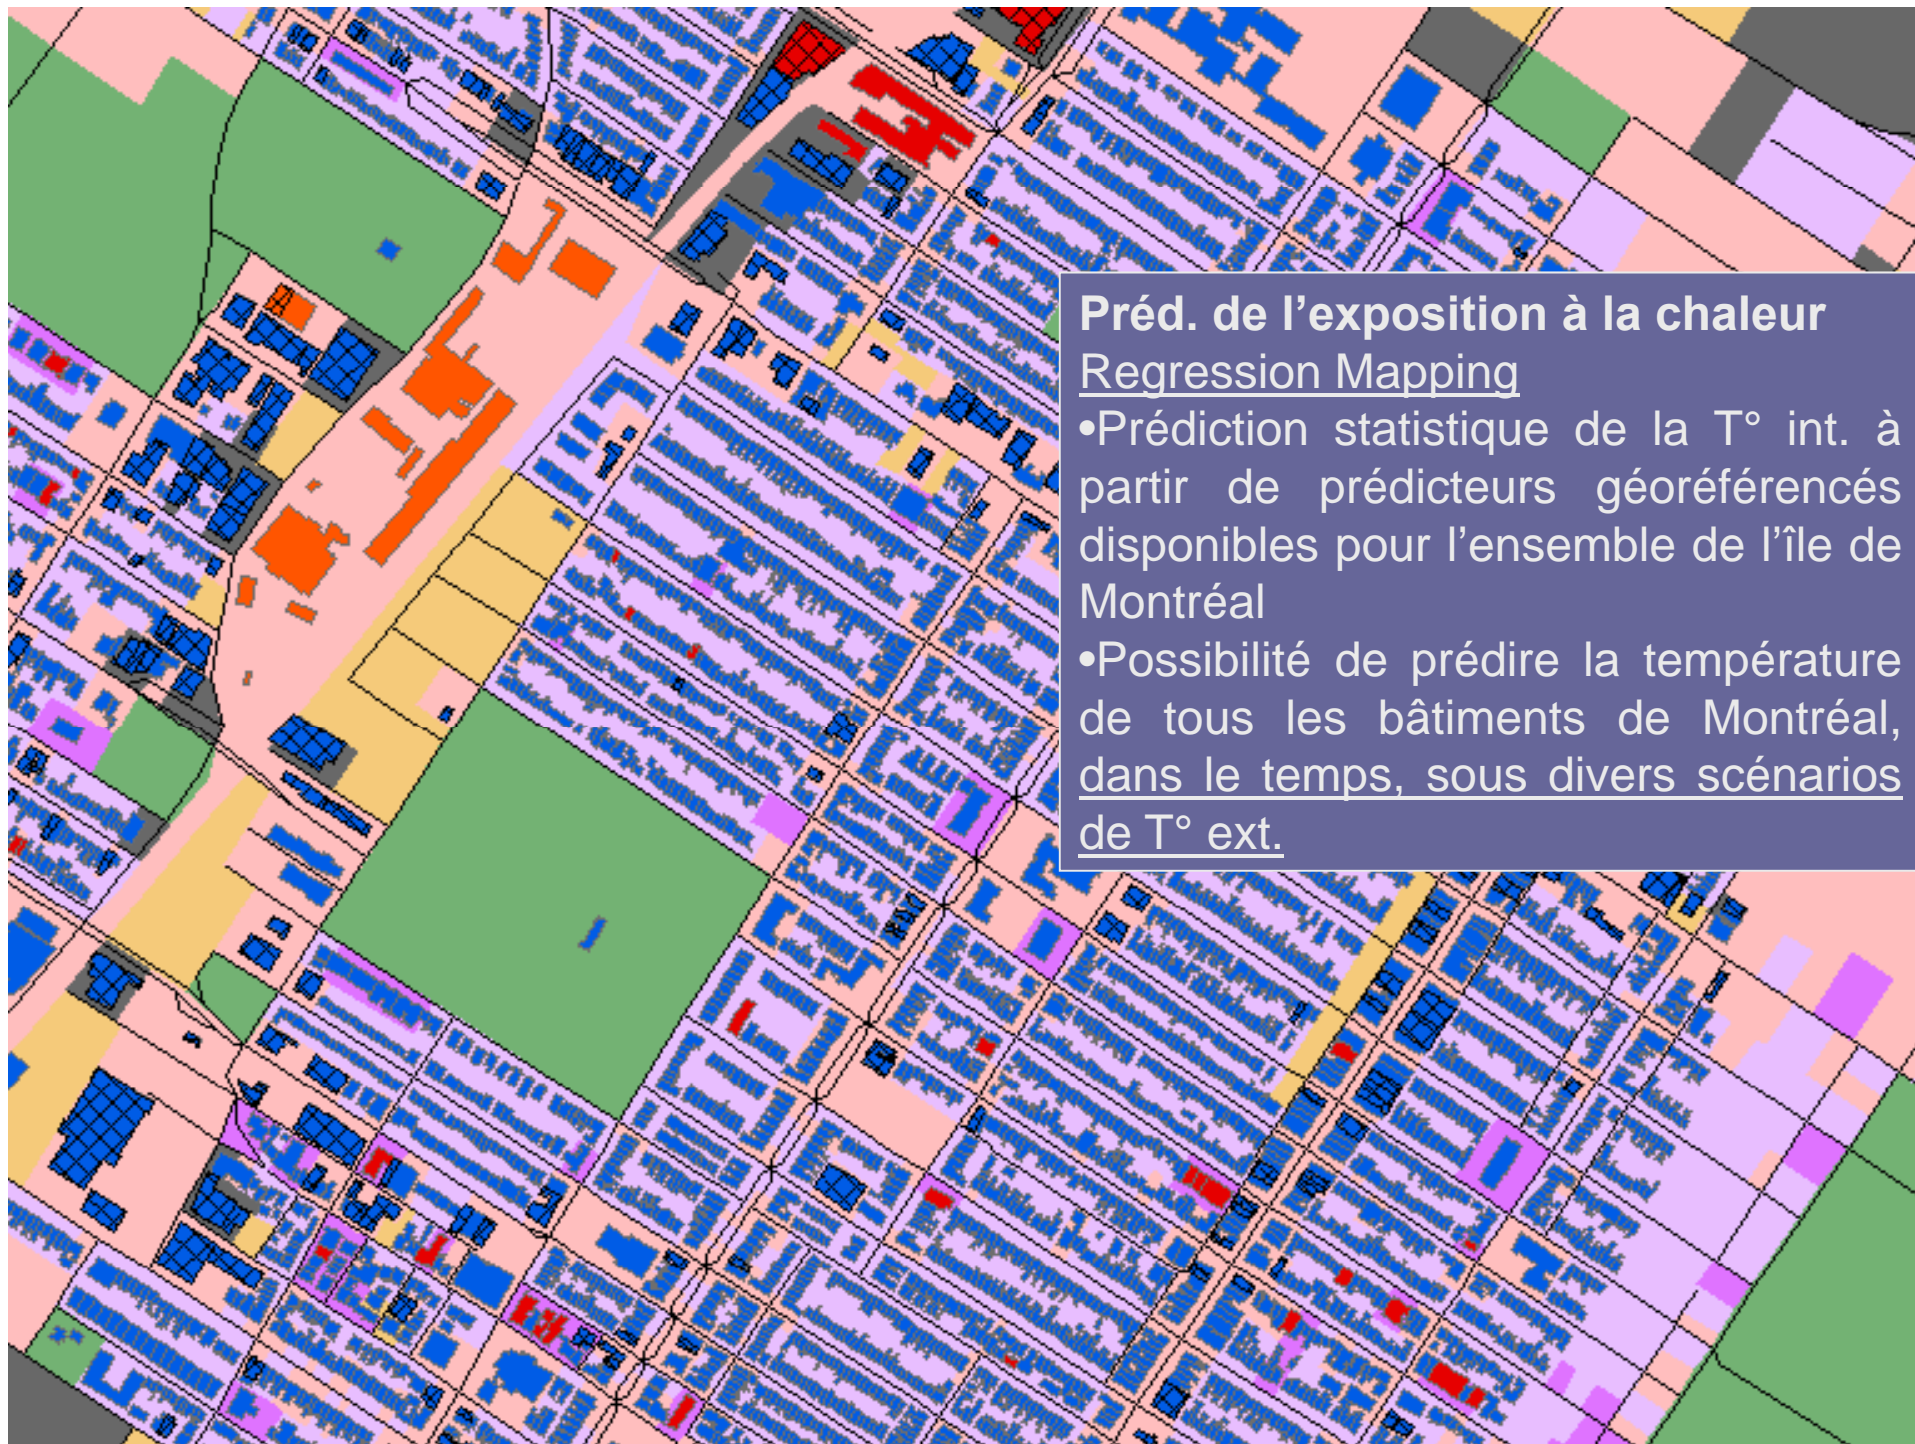 Préd. de l’exposition à la chaleur
Regression Mapping
•Prédiction statistique de la T° int. à
partir de prédicteurs géoréférencés
disponibles pour l’ensemble de l’île de
Montréal
•Possibilité de prédire la température
de tous les bâtiments de Montréal,
dans le temps, sous divers scénarios
de T° ext.